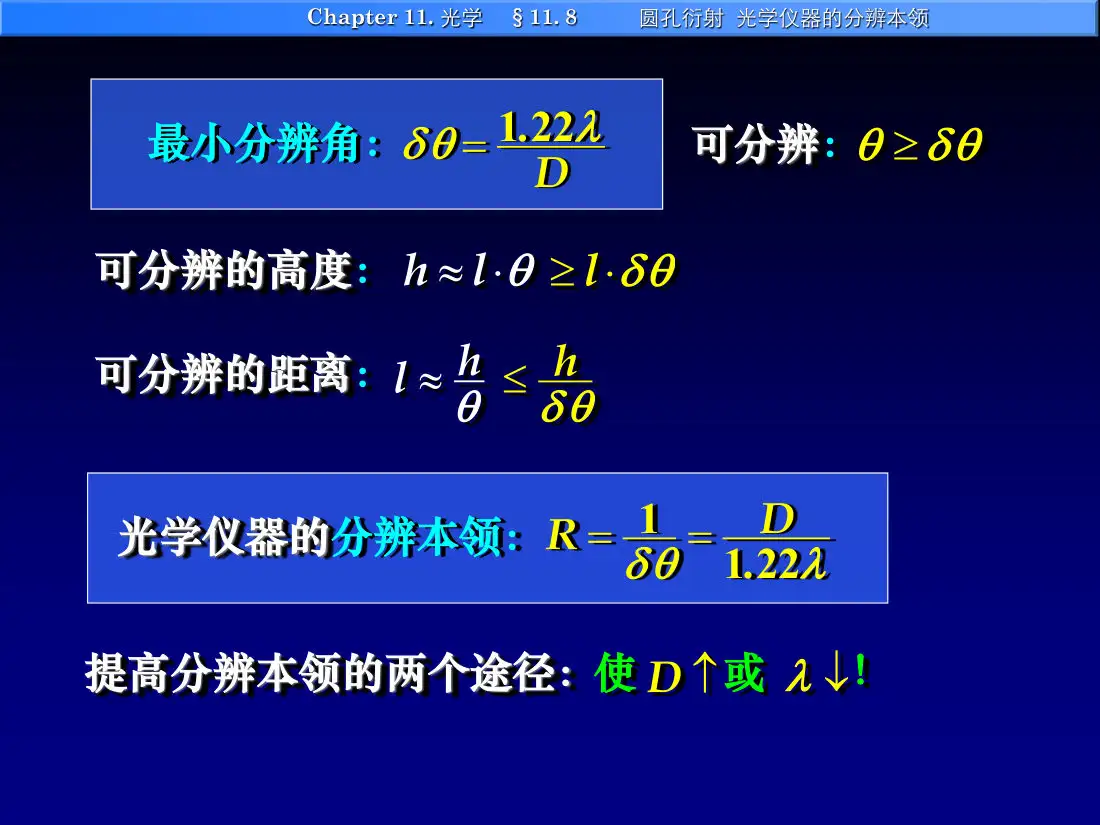 Chapter 11. 光学 §11. 8 圆孔衍射 光学仪器的分辨本领
最小分辨角: δθ = 1.22λ / D 可分辨: θ ≥ δθ
可分辨的高度: h ≈ l · θ ≥ l · δθ
可分辨的距离: l ≈ h / θ ≤ h / δθ
光学仪器的分辨本领: R = 1 / δθ = D / 1.22λ
提高分辨本领的两个途径: 使 D ↑ 或 λ ↓ !